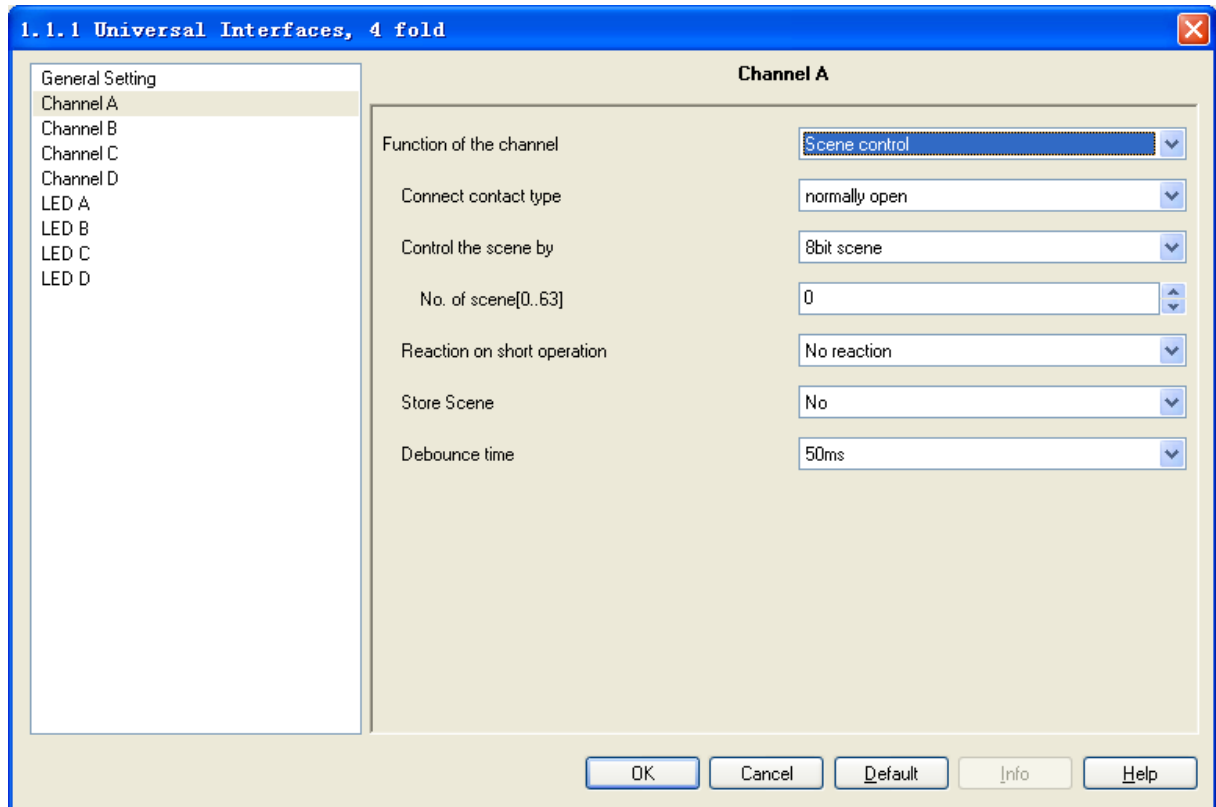 1.1.1 Universal Interfaces, 4 fold
General Setting
Channel A
Channel B
Channel C
Channel D
LED A
LED B
LED C
LED D
Channel A
Function of the channel Scene control
Connect contact type normally open
Control the scene by 8bit scene
No. of scene[0..63] 0
Reaction on short operation No reaction
Store Scene No
Debounce time 50ms
OK Cancel Default Info Help